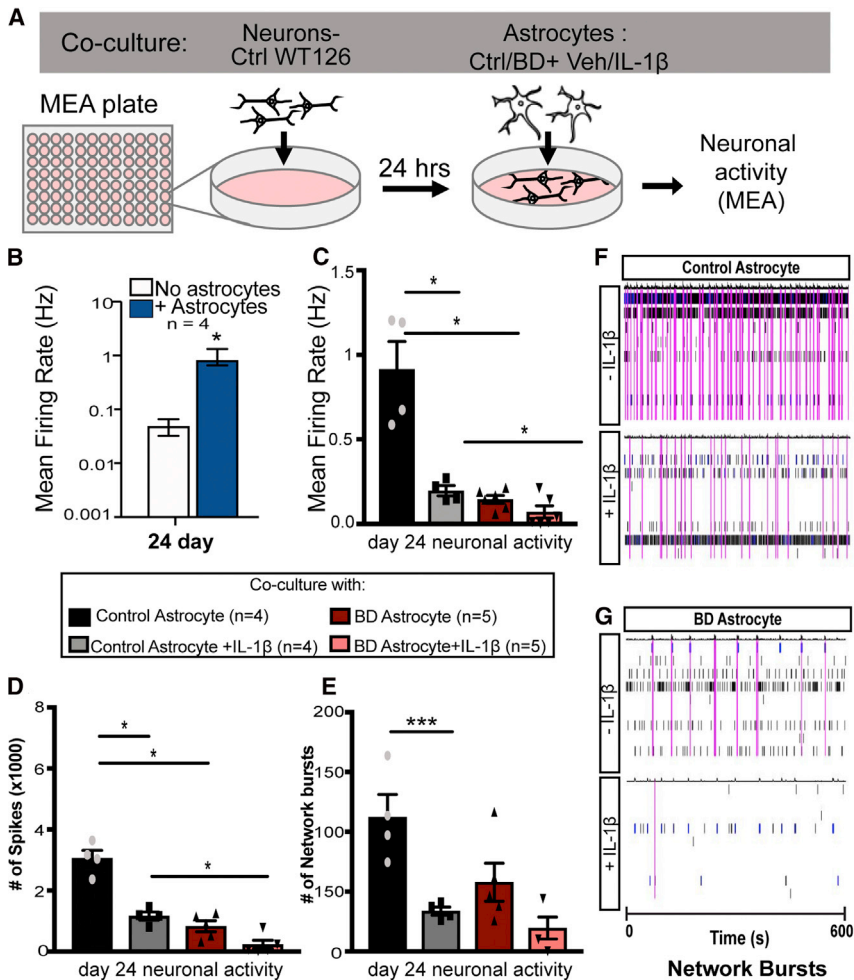 A
Co-culture:
Neurons-
Ctrl WT126
Astrocytes :
Ctrl/BD+ Veh/IL-1β
MEA plate
24 hrs
Neuronal
activity
(MEA)
B
No astrocytes
+ Astrocytes
n = 4
*
Mean Firing Rate (Hz)
10
1
0.1
0.01
0.001
24 day
C
Mean Firing Rate (Hz)
1.5
1
0.5
0.0
*
*
*
day 24 neuronal activity
Co-culture with:
Control Astrocyte (n=4)
BD Astrocyte (n=5)
Control Astrocyte +IL-1β (n=4)
BD Astrocyte+IL-1β (n=5)
D
# of Spikes (x1000)
8
6
4
2
0
*
*
*
day 24 neuronal activity
E
# of Network bursts
200
150
100
150
0
***
day 24 neuronal activity
F
Control Astrocyte
- IL-1β
+ IL-1β
G
BD Astrocyte
- IL-1β
+ IL-1β
0
600
Time (s)
Network Bursts